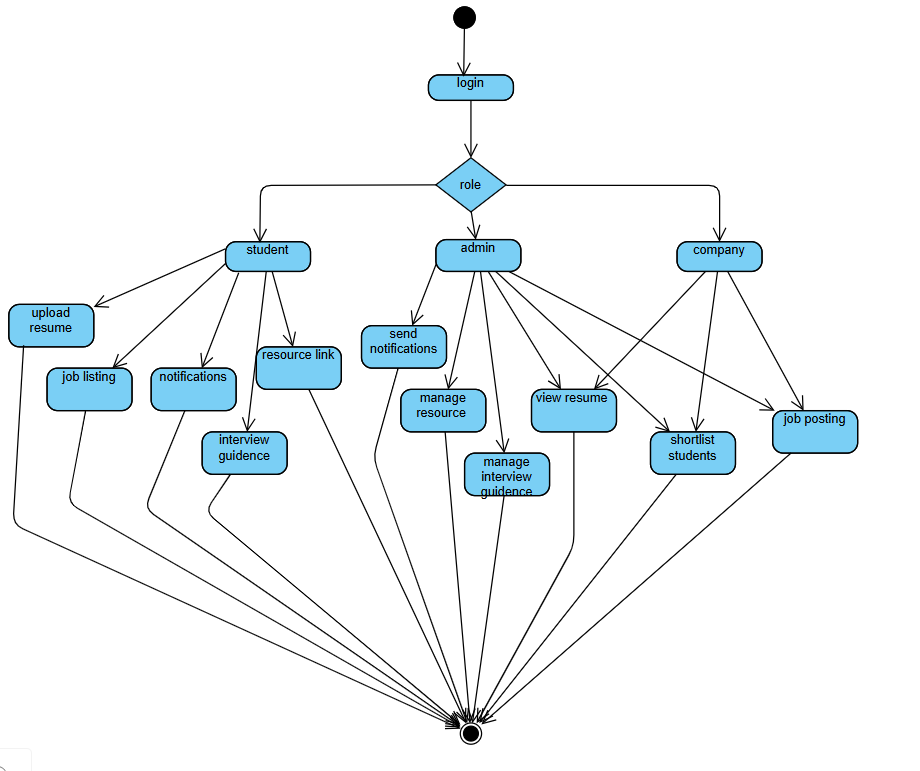 login
role
student
admin
company
upload
resume
send
notifications
resource link
job listing
notifications
manage
resource
view resume
job posting
interview
guidence
shortlist
students
manage
interview
guidence